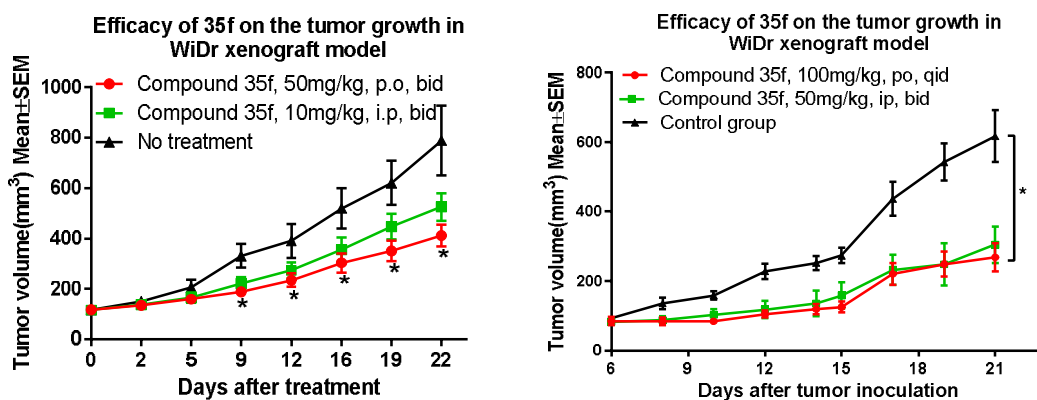 Efficacy of 35f on the tumor growth in
WiDr xenograft model
Tumor volume(mm³) Mean±SEM
1000
800
600
400
200
0
Compound 35f, 50mg/kg, p.o, bid
Compound 35f, 10mg/kg, i.p, bid
No treatment
* * * * *
0 2 5 9 12 16 19 22
Days after treatment
Efficacy of 35f on the tumor growth in
WiDr xenograft model
Tumor volume(mm³) Mean±SEM
800
600
400
200
0
Compound 35f, 100mg/kg, po, qid
Compound 35f, 50mg/kg, ip, bid
Control group
*
6 9 12 15 18 21
Days after tumor inoculation